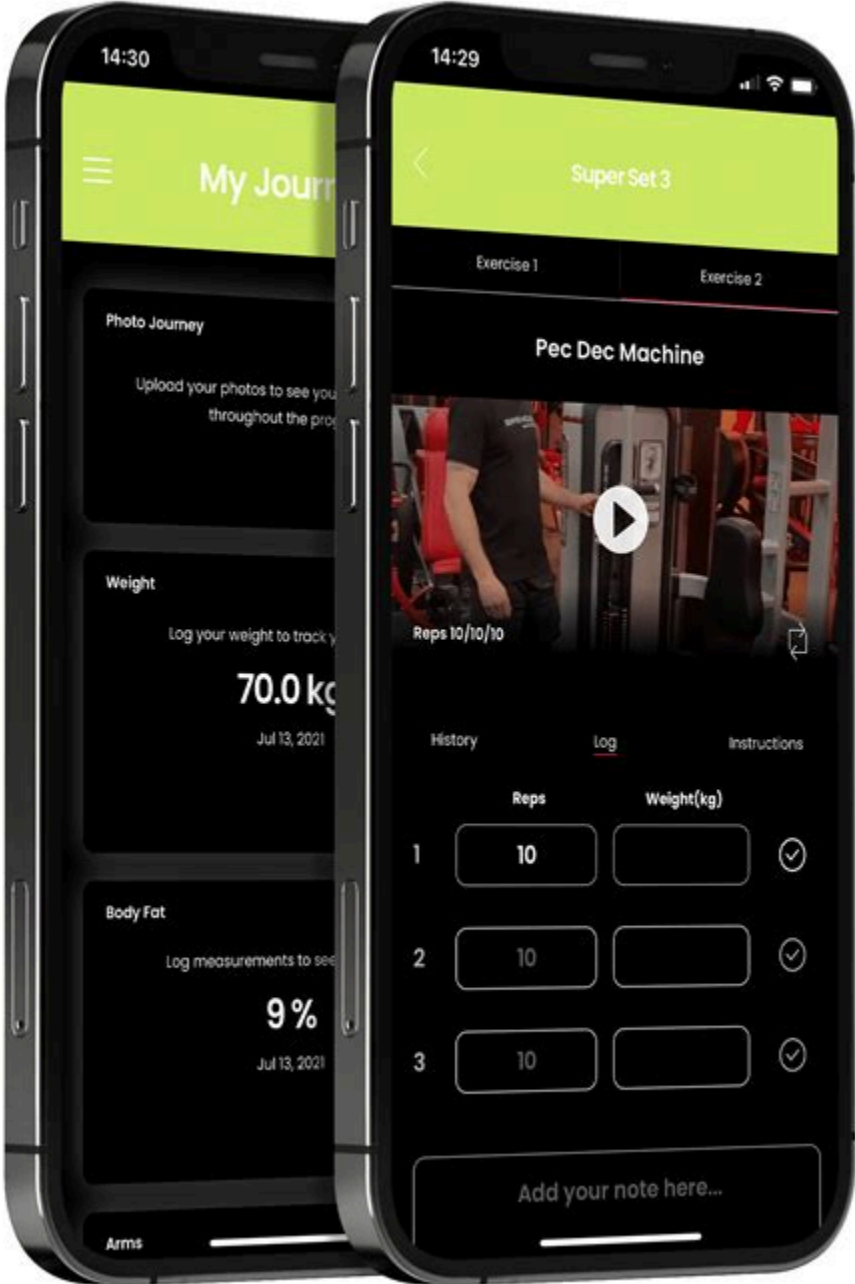 14:30
My Journ
Photo Journey
Upload your photos to see you
throughout the prog
Weight
Log your weight to track y
70.0 kg
Jul 13, 2021
Body Fat
Log measurements to see
9 %
Jul 13, 2021
Arms
14:29
Super Set 3
Exercise 1
Exercise 2
Pec Dec Machine
Reps 10/10/10
History
Log
Instructions
Reps
Weight(kg)
1
10
2
10
3
10
Add your note here...